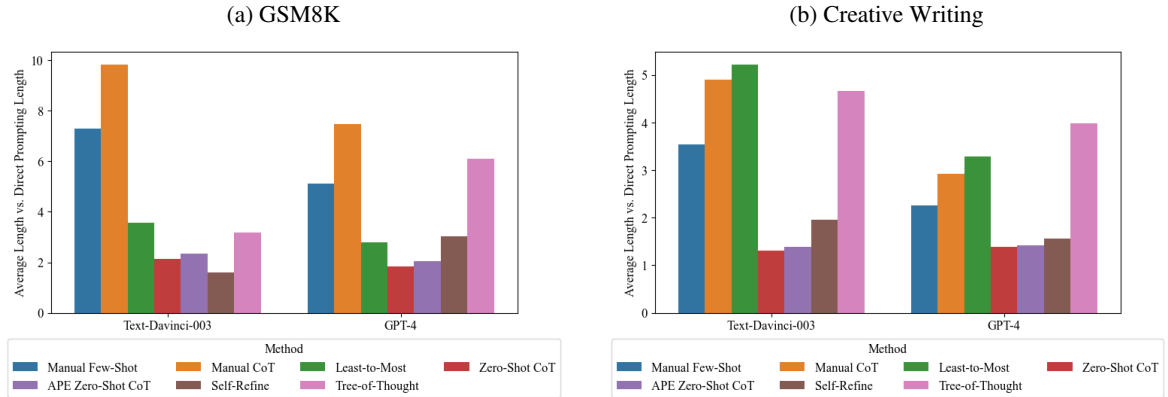 (a) GSM8K
Average Length vs. Direct Prompting Length
10
8
6
4
2
0
Text-Davinci-003
GPT-4
Method
Manual Few-Shot
Manual CoT
Least-to-Most
Zero-Shot CoT
APE Zero-Shot CoT
Self-Refine
Tree-of-Thought
(b) Creative Writing
Average Length vs. Direct Prompting Length
5
4
3
2
1
0
Text-Davinci-003
GPT-4
Method
Manual Few-Shot
Manual CoT
Least-to-Most
Zero-Shot CoT
APE Zero-Shot CoT
Self-Refine
Tree-of-Thought